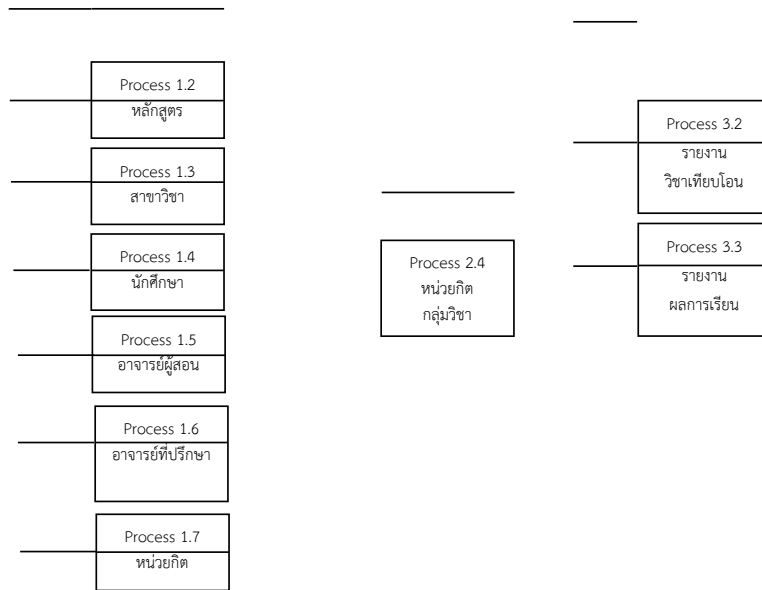 Process 1.2
หลักสูตร
Process 1.3
สาขาวิชา
Process 1.4
นักศึกษา
Process 1.5
อาจารย์ผู้สอน
Process 1.6
อาจารย์ที่ปรึกษา
Process 1.7
หน่วยกิต
Process 2.4
หน่วยกิต
กลุ่มวิชา
Process 3.2
รายงาน
วิชาเทียบโอน
Process 3.3
รายงาน
ผลการเรียน